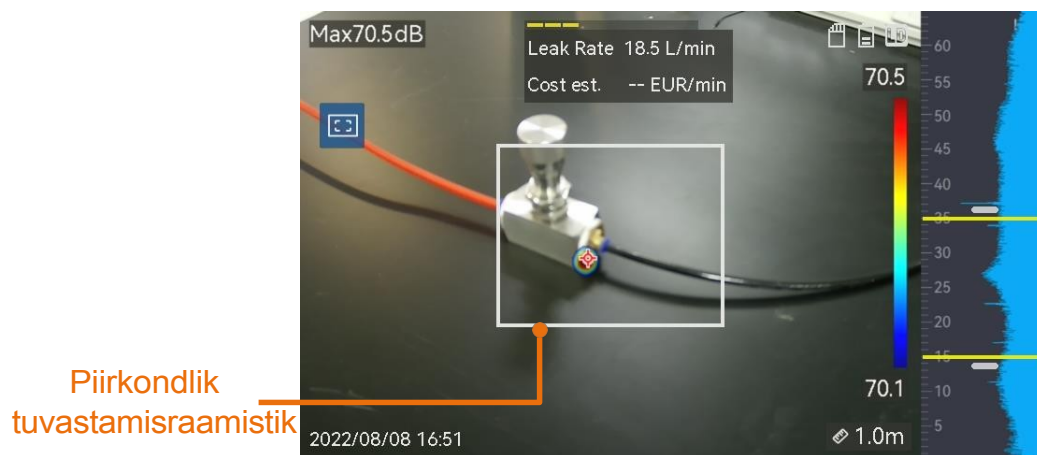 Max70.5dB
Leak Rate 18.5 L/min
Cost est. -- EUR/min
LD
70.5
60
55
50
45
40
35
30
25
20
15
10
5
70.1
Piirkondlik
tuvastamisraamistik
2022/08/08 16:51
1.0m